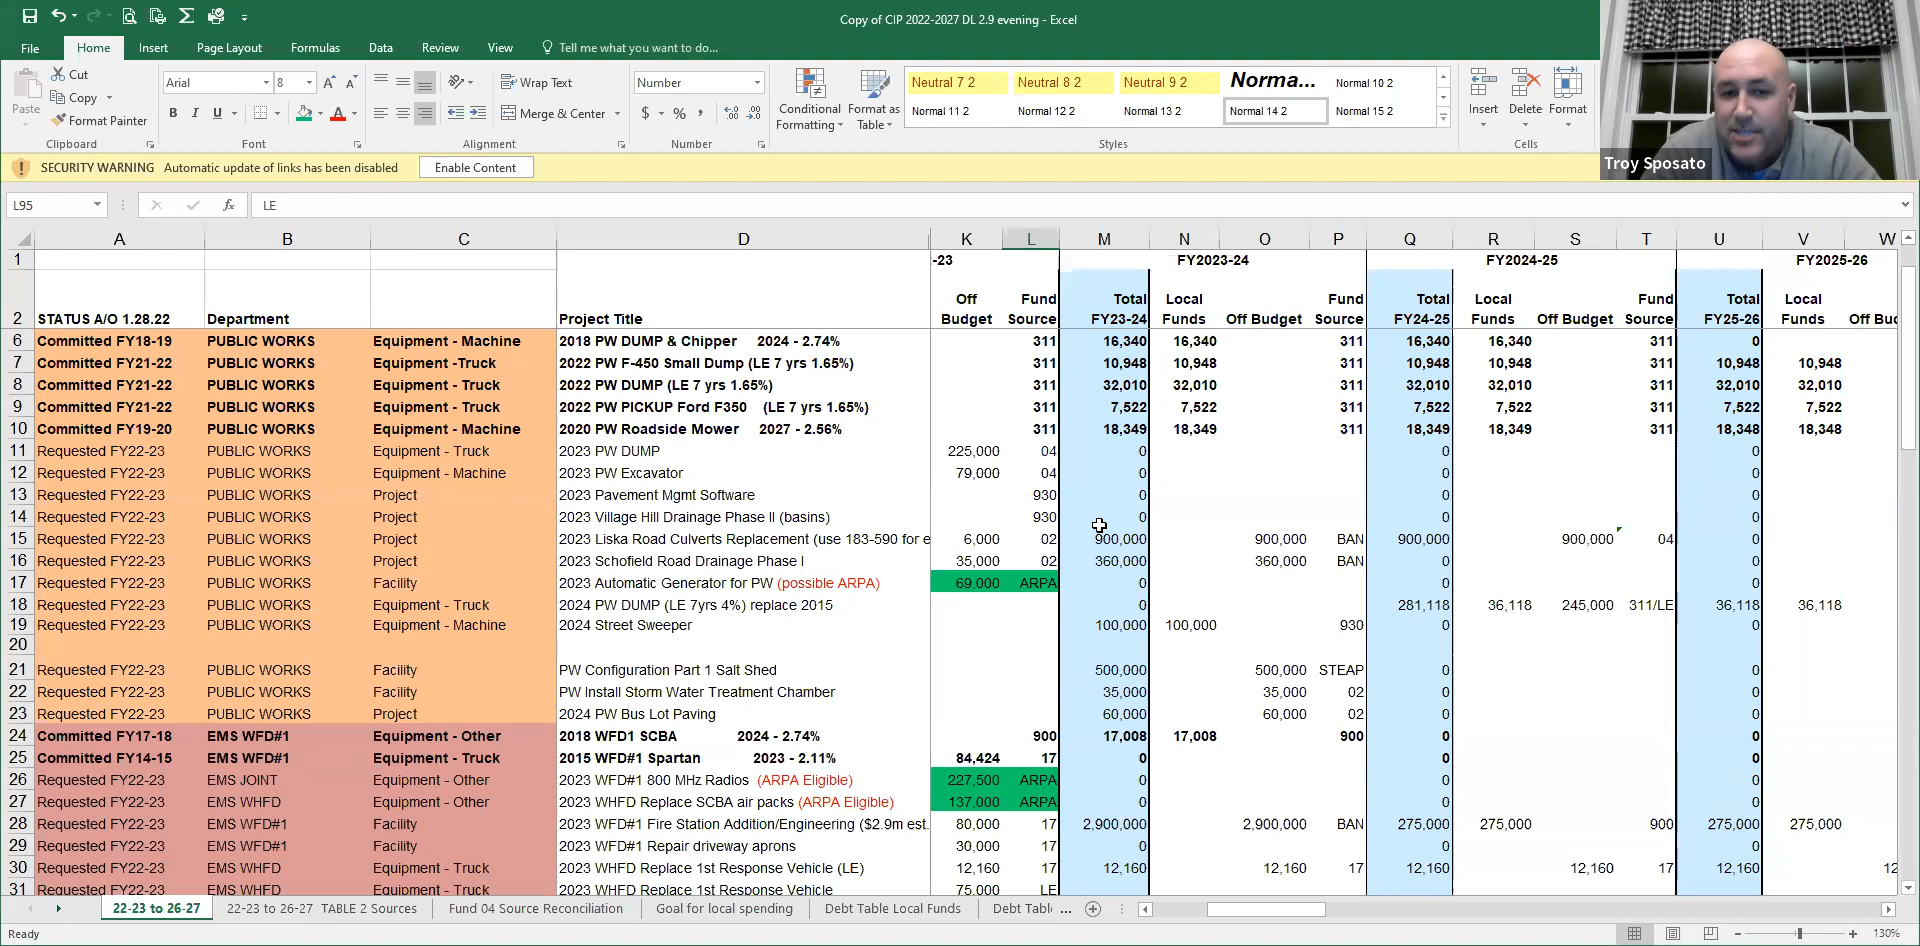 Copy of CIP 2022-2027 DL 2.9 evening - Excel
File Home Insert Page Layout Formulas Data Review View Tell me what you want to do...
Paste Cut Copy Format Painter Clipboard
Arial 8 B I U Font
Wrap Text Merge & Center Alignment
Number $ % , Number
Conditional Formatting Format as Table
Neutral 7 2 Neutral 8 2 Neutral 9 2 Norma... Normal 10 2
Normal 11 2 Normal 12 2 Normal 13 2 Normal 14 2 Normal 15 2
Styles
Insert Delete Format Cells
Troy Sposato
SECURITY WARNING Automatic update of links has been disabled Enable Content
L95 fx LE
A B C D K L M N O P Q R S T U V W
1 -23 FY2023-24 FY2024-25 FY2025-26
Off Fund Total Local Fund Total Local Fund Total Local
2 STATUS A/O 1.28.22 Department Project Title Budget Source FY23-24 Funds Off Budget Source FY24-25 Funds Off Budget Source FY25-26 Funds Off Buc
6 Committed FY18-19 PUBLIC WORKS Equipment - Machine 2018 PW DUMP & Chipper 2024 - 2.74% 311 16,340 16,340 311 16,340 16,340 311 0
7 Committed FY21-22 PUBLIC WORKS Equipment -Truck 2022 PW F-450 Small Dump (LE 7 yrs 1.65%) 311 10,948 10,948 311 10,948 10,948 311 10,948 10,948
8 Committed FY21-22 PUBLIC WORKS Equipment - Truck 2022 PW DUMP (LE 7 yrs 1.65%) 311 32,010 32,010 311 32,010 32,010 311 32,010 32,010
9 Committed FY21-22 PUBLIC WORKS Equipment - Truck 2022 PW PICKUP Ford F350 (LE 7 yrs 1.65%) 311 7,522 7,522 311 7,522 7,522 311 7,522 7,522
10 Committed FY19-20 PUBLIC WORKS Equipment - Machine 2020 PW Roadside Mower 2027 - 2.56% 311 18,349 18,349 311 18,349 18,349 311 18,348 18,348
11 Requested FY22-23 PUBLIC WORKS Equipment - Truck 2023 PW DUMP 225,000 04 0 0 0
12 Requested FY22-23 PUBLIC WORKS Equipment - Machine 2023 PW Excavator 79,000 04 0 0 0
13 Requested FY22-23 PUBLIC WORKS Project 2023 Pavement Mgmt Software 930 0 0 0
14 Requested FY22-23 PUBLIC WORKS Project 2023 Village Hill Drainage Phase II (basins) 930 0 0 0
15 Requested FY22-23 PUBLIC WORKS Project 2023 Liska Road Culverts Replacement (use 183-590 for e 6,000 02 900,000 900,000 BAN 900,000 900,000 04 0
16 Requested FY22-23 PUBLIC WORKS Project 2023 Schofield Road Drainage Phase I 35,000 02 360,000 360,000 BAN 0 0
17 Requested FY22-23 PUBLIC WORKS Facility 2023 Automatic Generator for PW (possible ARPA) 69,000 ARPA 0 0 0
18 Requested FY22-23 PUBLIC WORKS Equipment - Truck 2024 PW DUMP (LE 7yrs 4%) replace 2015 0 281,118 36,118 245,000 311/LE 36,118 36,118
19 Requested FY22-23 PUBLIC WORKS Equipment - Machine 2024 Street Sweeper 100,000 100,000 930 0 0
20 0 0
21 Requested FY22-23 PUBLIC WORKS Facility PW Configuration Part 1 Salt Shed 500,000 500,000 STEAP 0 0
22 Requested FY22-23 PUBLIC WORKS Facility PW Install Storm Water Treatment Chamber 35,000 35,000 02 0 0
23 Requested FY22-23 PUBLIC WORKS Project 2024 PW Bus Lot Paving 60,000 60,000 02 0 0
24 Committed FY17-18 EMS WFD#1 Equipment - Other 2018 WFD1 SCBA 2024 - 2.74% 900 17,008 17,008 900 0 0
25 Committed FY14-15 EMS WFD#1 Equipment - Truck 2015 WFD#1 Spartan 2023 - 2.11% 84,424 17 0 0 0
26 Requested FY22-23 EMS JOINT Equipment - Other 2023 WFD#1 800 MHz Radios (ARPA Eligible) 227,500 ARPA 0 0 0
27 Requested FY22-23 EMS WHFD Equipment - Other 2023 WHFD Replace SCBA air packs (ARPA Eligible) 137,000 ARPA 0 0 0
28 Requested FY22-23 EMS WFD#1 Facility 2023 WFD#1 Fire Station Addition/Engineering ($2.9m est. 80,000 17 2,900,000 2,900,000 BAN 275,000 275,000 900 275,000 275,000
29 Requested FY22-23 EMS WFD#1 Facility 2023 WFD#1 Repair driveway aprons 30,000 17 0 0 0
30 Requested FY22-23 EMS WHFD Equipment - Truck 2023 WHFD Replace 1st Response Vehicle (LE) 12,160 17 12,160 12,160 17 12,160 12,160 17 12,160 12
31 Requested FY22-23 EMS WHFD Equipment - Truck 2023 WHFD Replace 1st Response Vehicle 75,000 LE
22-23 to 26-27 22-23 to 26-27 TABLE 2 Sources Fund 04 Source Reconciliation Goal for local spending Debt Table Local Funds Debt Tabl ...
Ready 130%